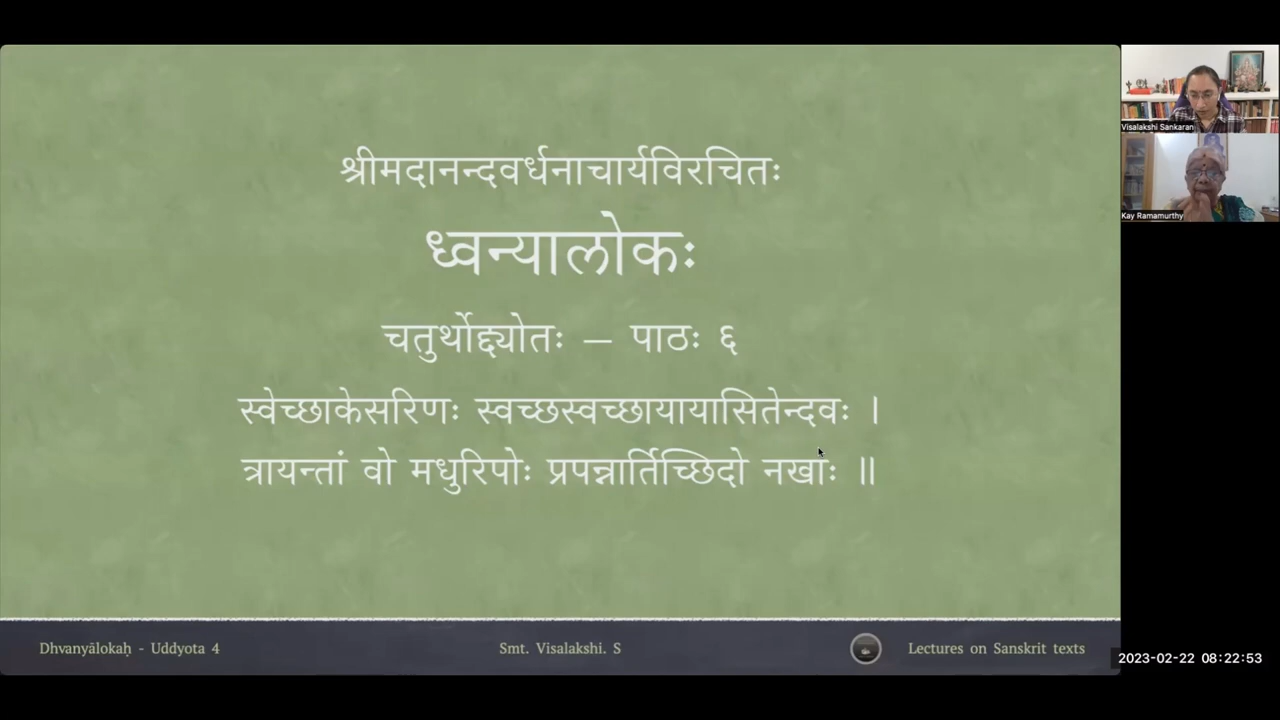 श्रीमदानन्दवर्धनाचार्यविरचितः
ध्वन्यालोकः
चतुर्थोद्द्योतः – पाठः ६
स्वेच्छाकेसरिणः स्वच्छस्वच्छायायासितेन्दवः ।
त्रायन्तां वो मधुरिपोः प्रपन्नार्तिच्छिदो नखाः ॥
Dhvanyālokaḥ - Uddyota 4
Smt. Visalakshi. S
Lectures on Sanskrit texts
Visalakshi Sankaran
Kay Ramamurthy
2023-02-22 08:22:53